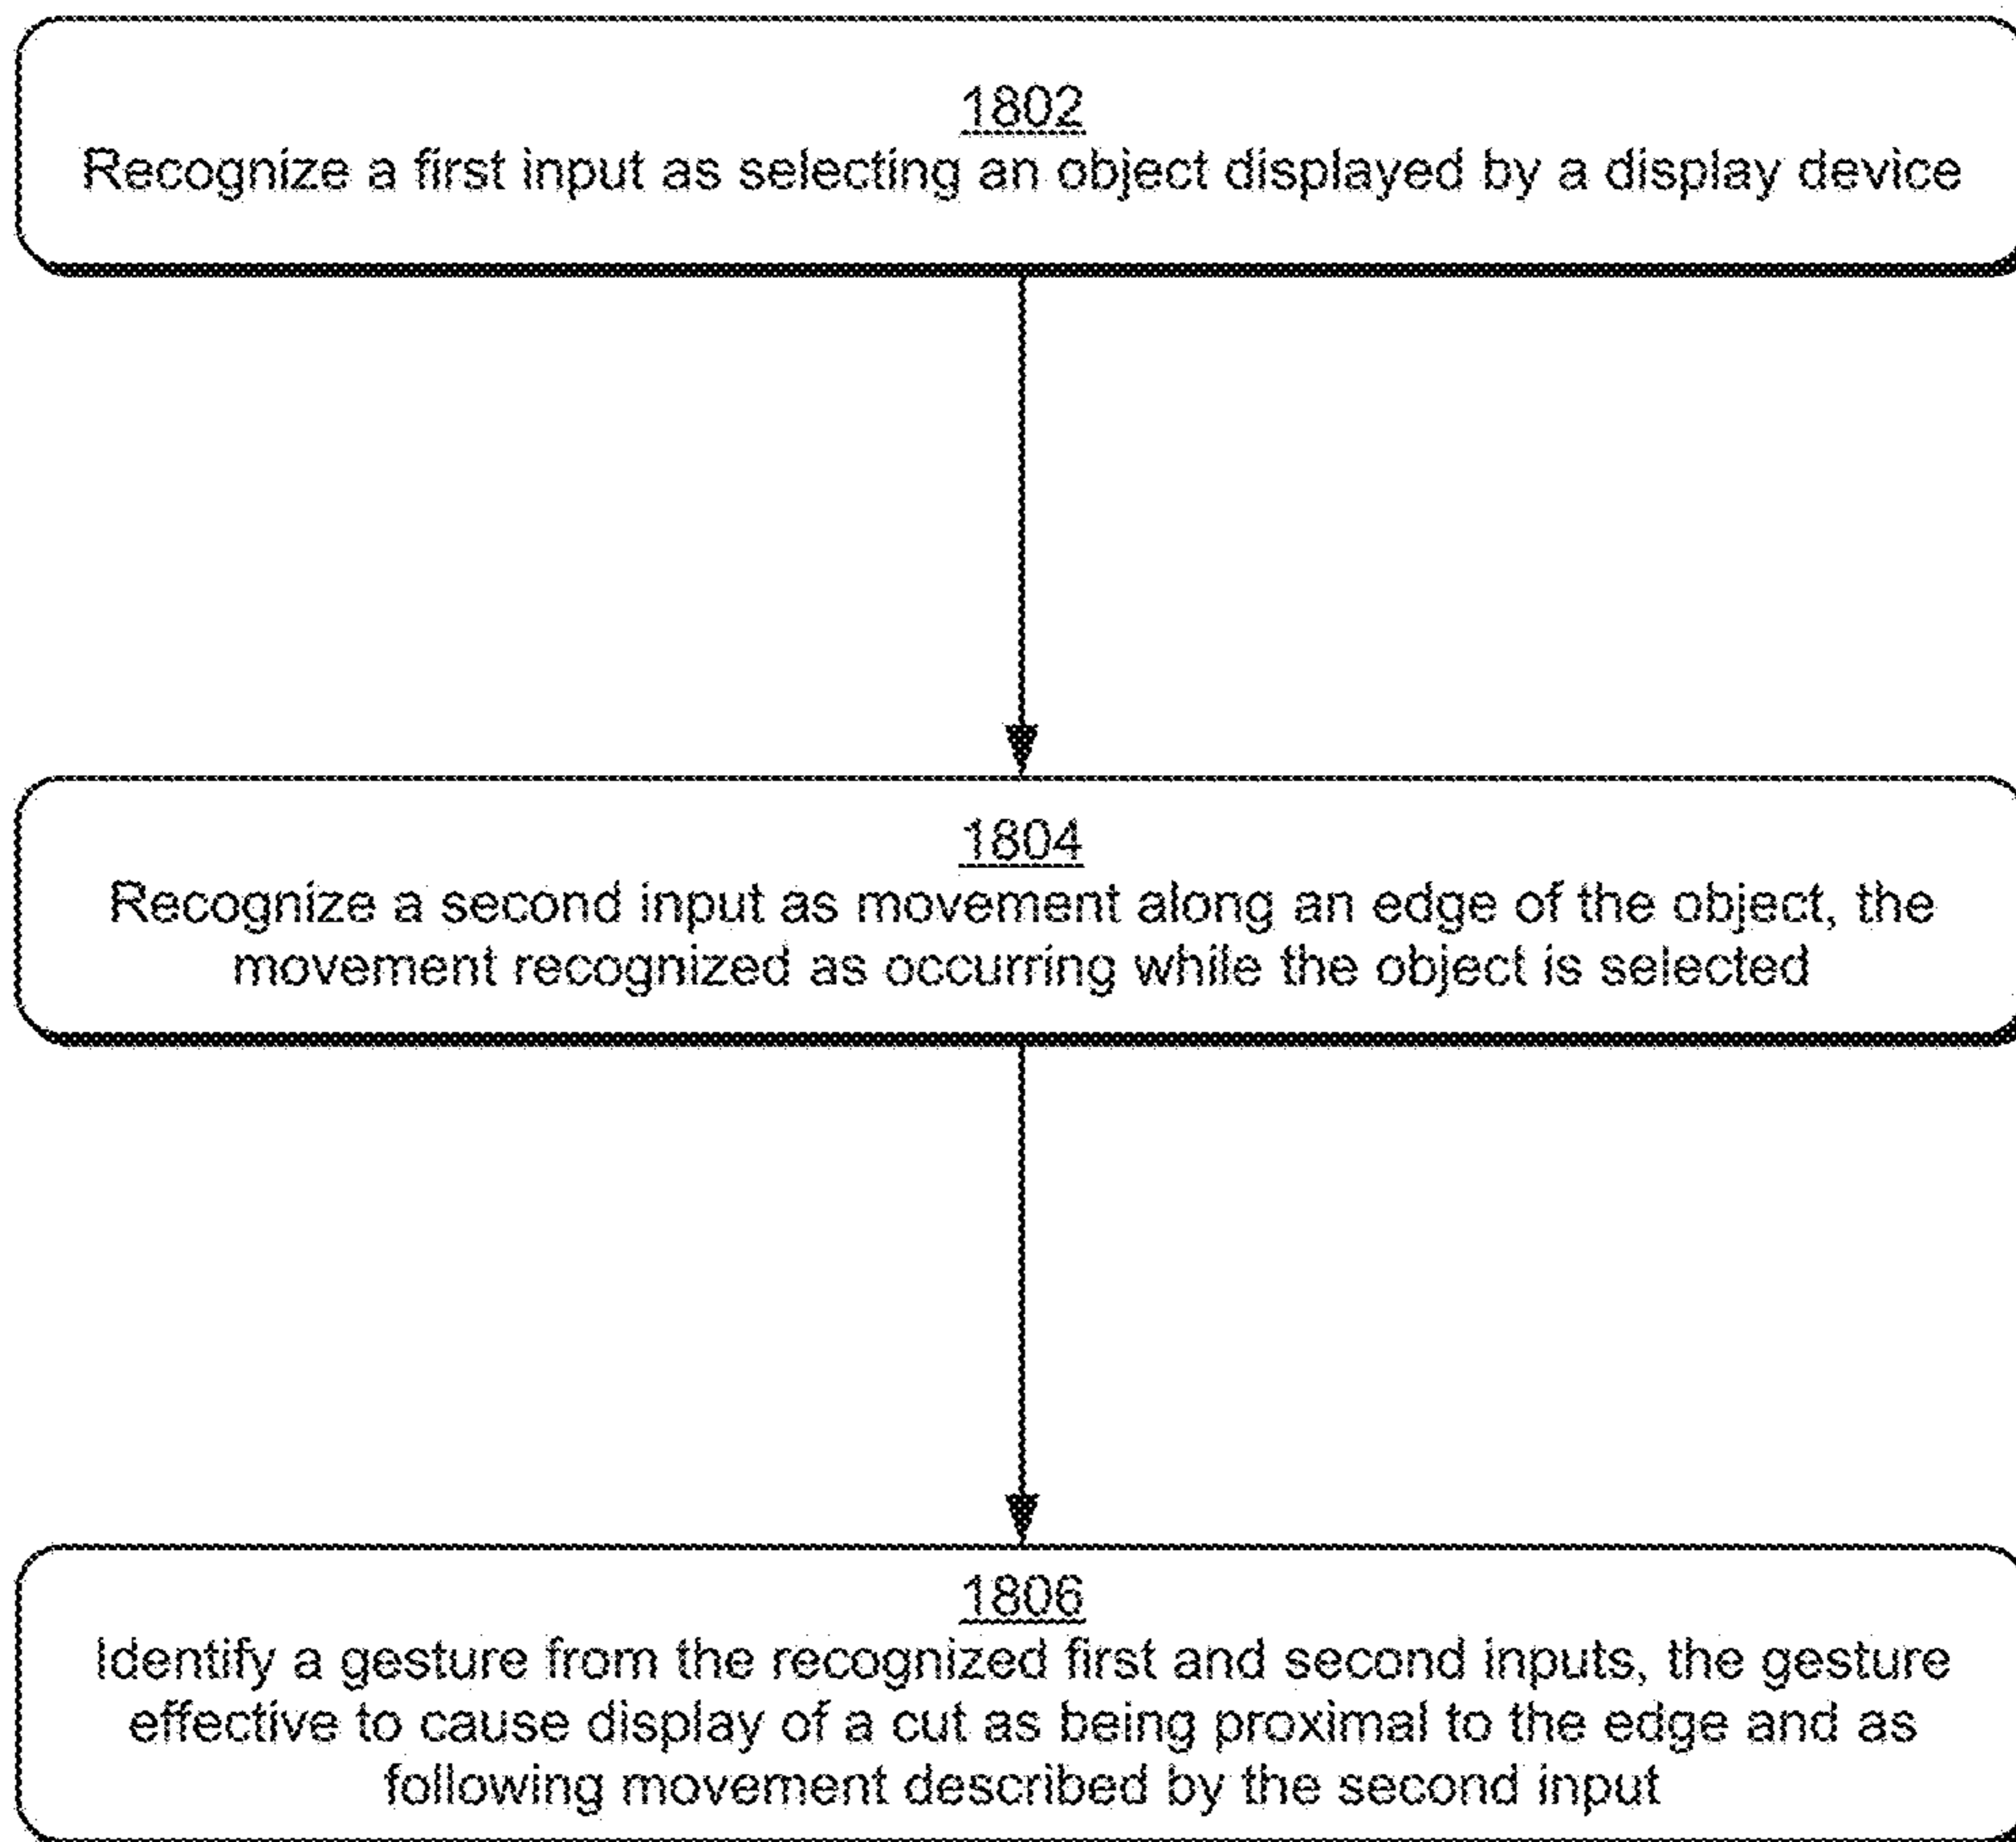 1802
Recognize a first input as selecting an object displayed by a display device
1804
Recognize a second input as movement along an edge of the object, the
movement recognized as occurring while the object is selected
1806
Identify a gesture from the recognized first and second inputs, the gesture
effective to cause display of a cut as being proximal to the edge and as
following movement described by the second input